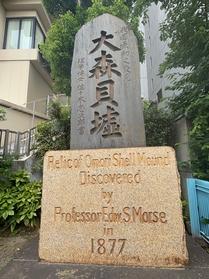 大森貝墟
Relic of Omori Shell Mound
Discovered
by
Professor Edw. S. Morse
in
1877